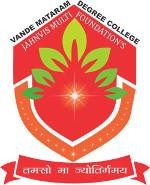 VANDE MATARAM DEGREE COLLEGE
JAHNVIS MULTI FOUNDATION'S
तमसो मा ज्योतिर्गमय